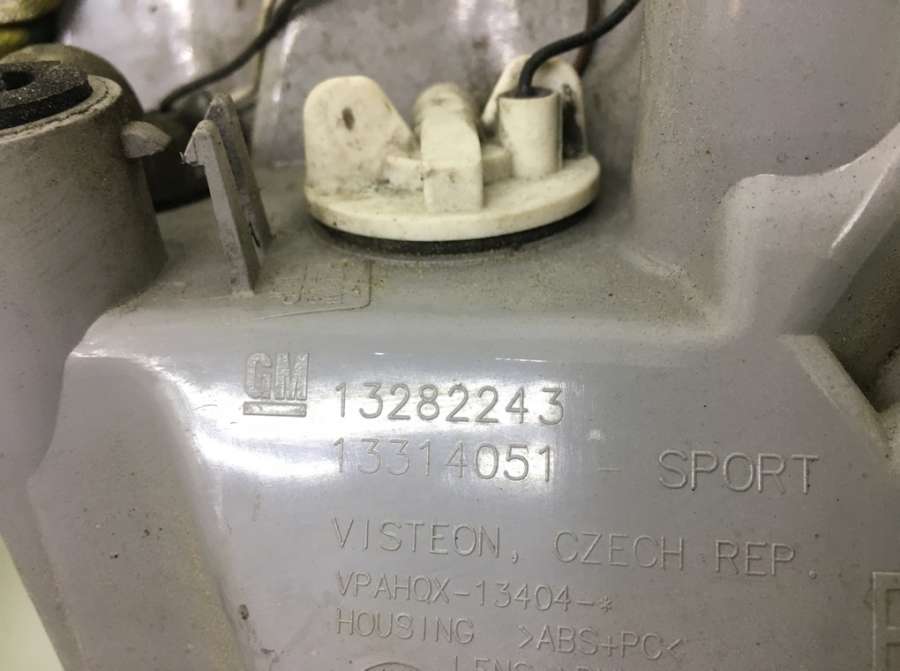 GM 13282243
13314051 - SPORT
VISTEON, CZECH REP.
VPAHQX-13404-*
HOUSING >ABS+PC<